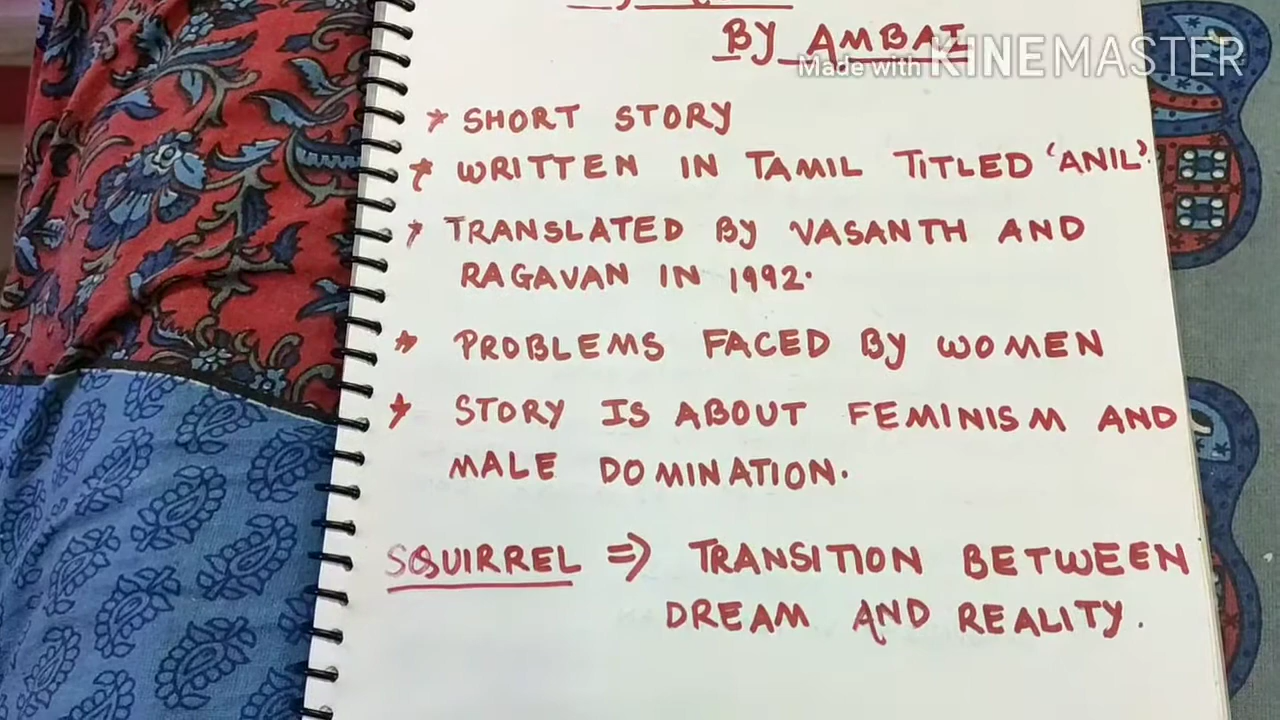 BY AMBAI
Made with KINEMASTER
* SHORT STORY
* WRITTEN IN TAMIL TITLED 'ANIL'.
* TRANSLATED BY VASANTH AND
RAGAVAN IN 1992.
* PROBLEMS FACED BY WOMEN
* STORY IS ABOUT FEMINISM AND
MALE DOMINATION.
SQUIRREL => TRANSITION BETWEEN
DREAM AND REALITY.